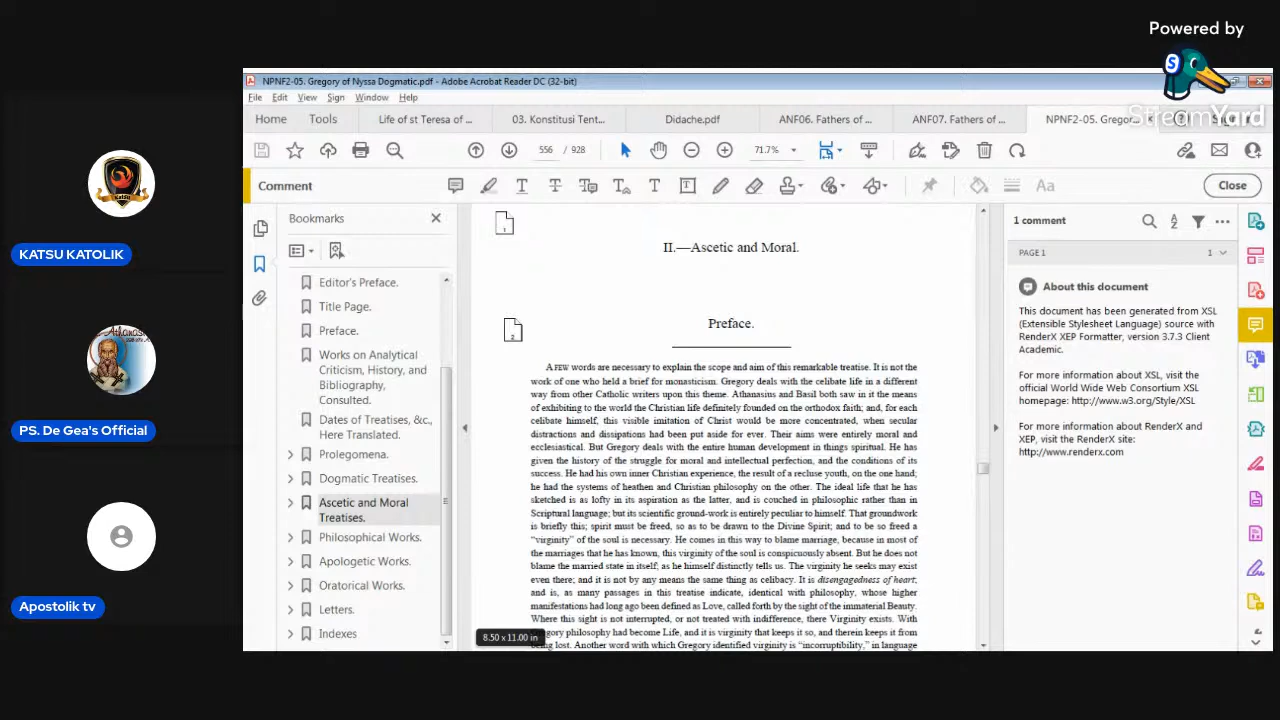 Powered by
StreamYard
KATSU KATOLIK
PS. De Gea's Official
Apostolik tv
NPNF2-05. Gregory of Nyssa Dogmatic.pdf - Adobe Acrobat Reader DC (32-bit)
File Edit View Sign Window Help
Home Tools Life of st Teresa of ... 03. Konstitusi Tent... Didache.pdf ANF06. Fathers of ... ANF07. Fathers of ... NPNF2-05. Gregor...
556 / 928 71.7%
Comment Close
Bookmarks
Editor's Preface.
Title Page.
Preface.
Works on Analytical
Criticism, History, and
Bibliography,
Consulted.
Dates of Treatises, &c,
Here Translated.
Prolegomena.
Dogmatic Treatises.
Ascetic and Moral
Treatises.
Philosophical Works.
Apologetic Works.
Oratorical Works.
Letters.
Indexes
1
II.—Ascetic and Moral.
2
Preface.
A FEW words are necessary to explain the scope and aim of this remarkable treatise. It is not the
work of one who held a brief for monasticism. Gregory deals with the celibate life in a different
way from other Catholic writers upon this theme. Athanasius and Basil both saw in it the means
of exhibiting to the world the Christian life definitely founded on the orthodox faith; and, for each
celibate himself, this visible imitation of Christ would be more concentrated, when secular
distractions and dissipations had been put aside for ever. Their aims were entirely moral and
ecclesiastical. But Gregory deals with the entire human development in things spiritual. He has
given the history of the struggle for moral and intellectual perfection, and the conditions of its
success. He had his own inner Christian experience, the result of a recluse youth, on the one hand;
he had the systems of heathen and Christian philosophy on the other. The ideal life that he has
sketched is as lofty in its aspiration as the latter, and is couched in philosophic rather than in
Scriptural language; but its scientific ground-work is entirely peculiar to himself. That groundwork
is briefly this; spirit must be freed, so as to be drawn to the Divine Spirit; and to be so freed a
“virginity” of the soul is necessary. He comes in this way to blame marriage, because in most of
the marriages that he has known, this virginity of the soul is conspicuously absent. But he does not
blame the married state in itself; as he himself distinctly tells us. The virginity he seeks may exist
even there; and it is not by any means the same thing as celibacy. It is disengagedness of heart;
and is, as many passages in this treatise indicate, identical with philosophy, whose higher
manifestations had long ago been defined as Love, called forth by the sight of the immaterial Beauty.
Where this sight is not interrupted, or not treated with indifference, there Virginity exists. With
Gregory philosophy had become Life, and it is virginity that keeps it so, and therein keeps it from
being lost. Another word with which Gregory identified virginity is “incorruptibility,” in language
8.50 x 11.00 in
1 comment
PAGE 1 1
About this document
This document has been generated from XSL
(Extensible Stylesheet Language) source with
RenderX XEP Formatter, version 3.7.3 Client
Academic.
For more information about XSL, visit the
official World Wide Web Consortium XSL
homepage: http://www.w3.org/Style/XSL
For more information about RenderX and
XEP, visit the RenderX site:
http://www.renderx.com